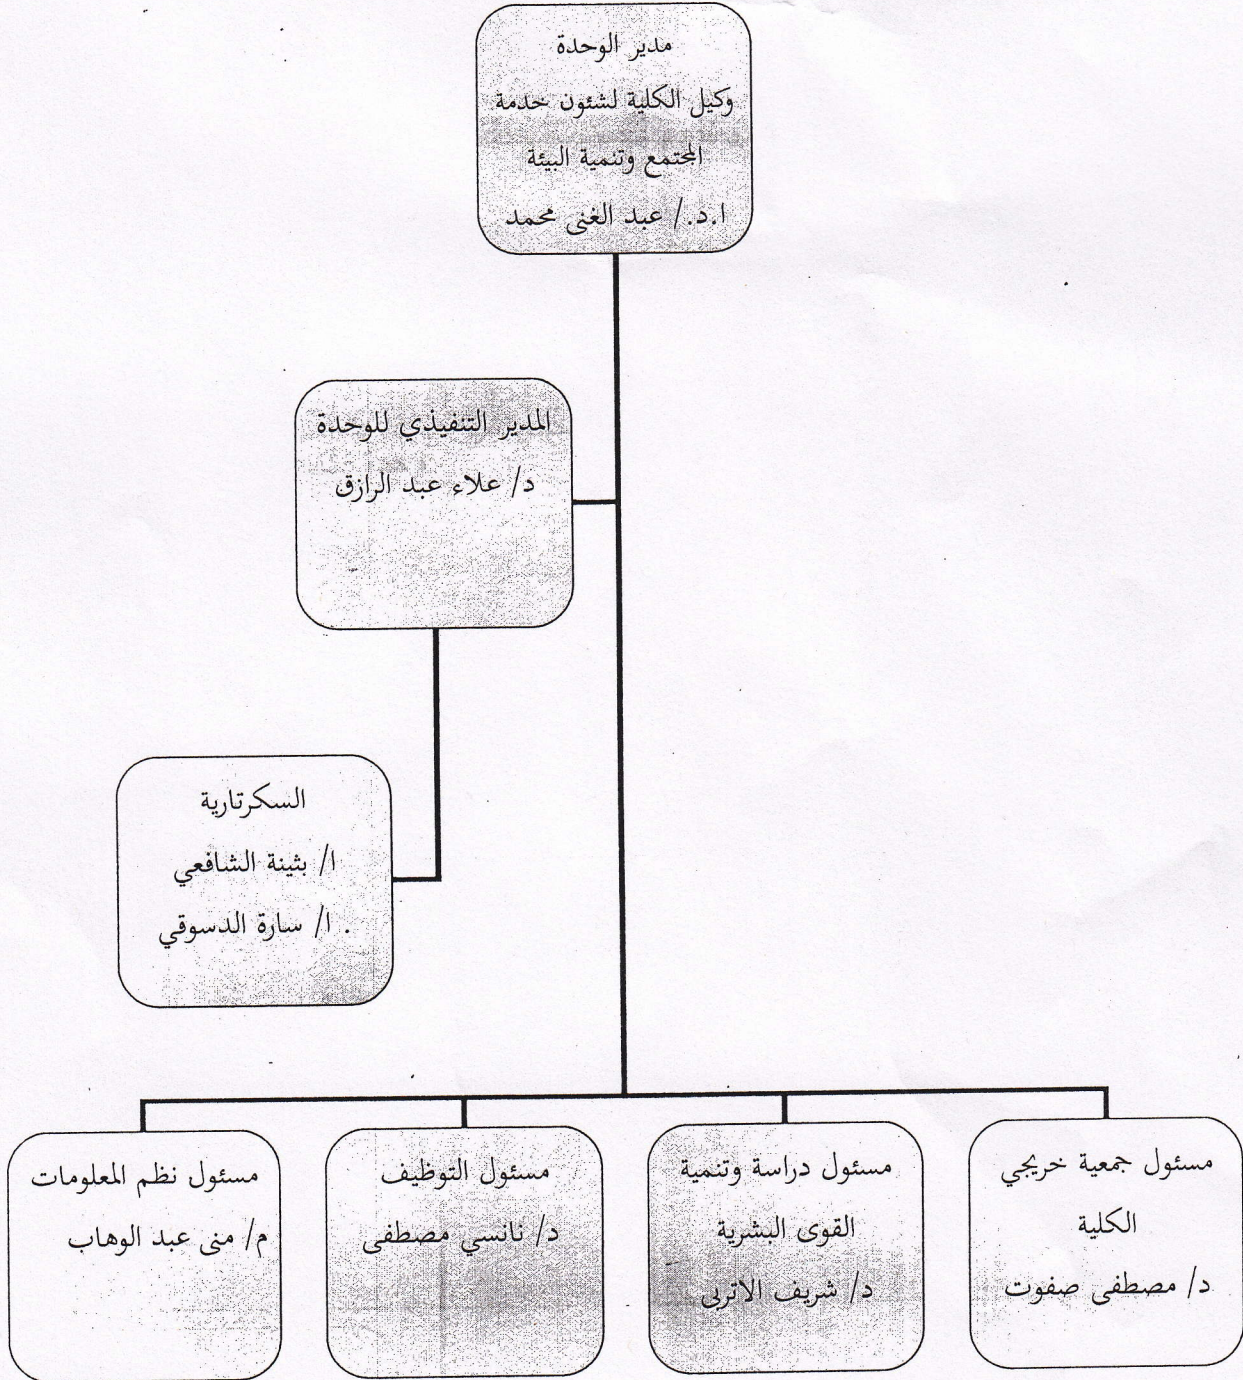 مدير الوحدة
وكيل الكلية لشئون خدمة
المجتمع وتنمية البيئة
ا.د./ عبد الغنى محمد
المدير التنفيذي للوحدة
د/ علاء عبد الرازق
السكرتارية
ا/ بثينة الشافعي
. ا/ سارة الدسوقي
مسئول جمعية خريجي
الكلية
د/ مصطفى صفوت
مسئول دراسة وتنمية
القوى البشرية
د/ شريف الاتربى
مسئول التوظيف
د/ نانسي مصطفى
مسئول نظم المعلومات
م/ منى عبد الوهاب